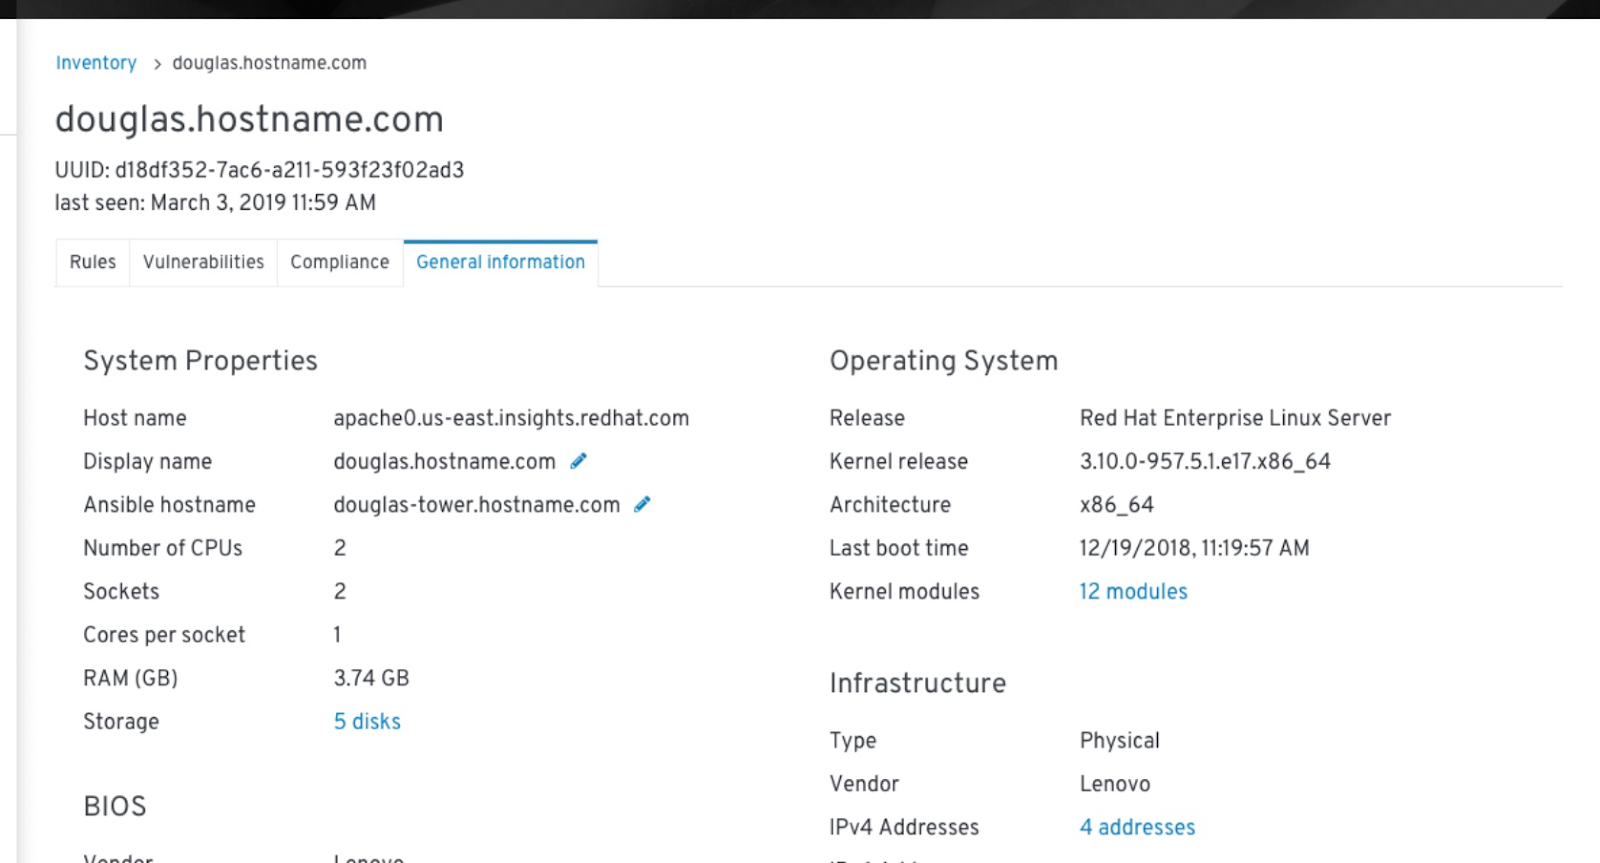 Inventory > douglas.hostname.com
douglas.hostname.com
UUID: d18df352-7ac6-a211-593f23f02ad3
last seen: March 3, 2019 11:59 AM
Rules Vulnerabilities Compliance General information
System Properties
Host name apache0.us-east.insights.redhat.com
Display name douglas.hostname.com
Ansible hostname douglas-tower.hostname.com
Number of CPUs 2
Sockets 2
Cores per socket 1
RAM (GB) 3.74 GB
Storage 5 disks
BIOS
Vendor Lenovo
Operating System
Release Red Hat Enterprise Linux Server
Kernel release 3.10.0-957.5.1.e17.x86_64
Architecture x86_64
Last boot time 12/19/2018, 11:19:57 AM
Kernel modules 12 modules
Infrastructure
Type Physical
Vendor Lenovo
IPv4 Addresses 4 addresses